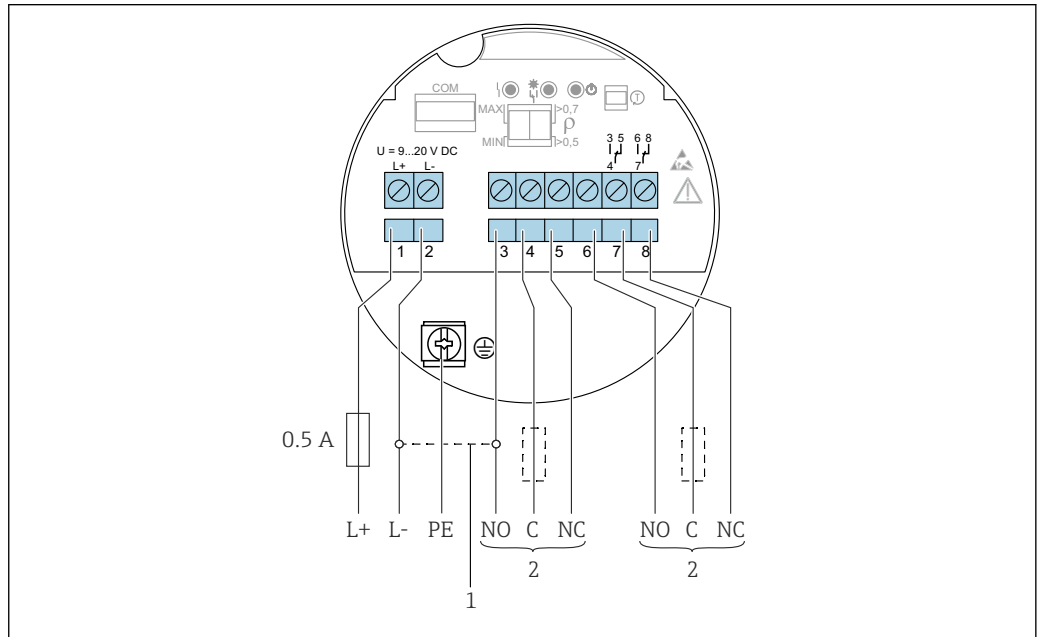 COM
MAX >0,7
ρ
MIN >0,5
U = 9...20 V DC
L+ L-
3 5 6 8
4 7
T
1 2 3 4 5 6 7 8
0.5 A
L+ L- PE NO C NC NO C NC
2 2
1